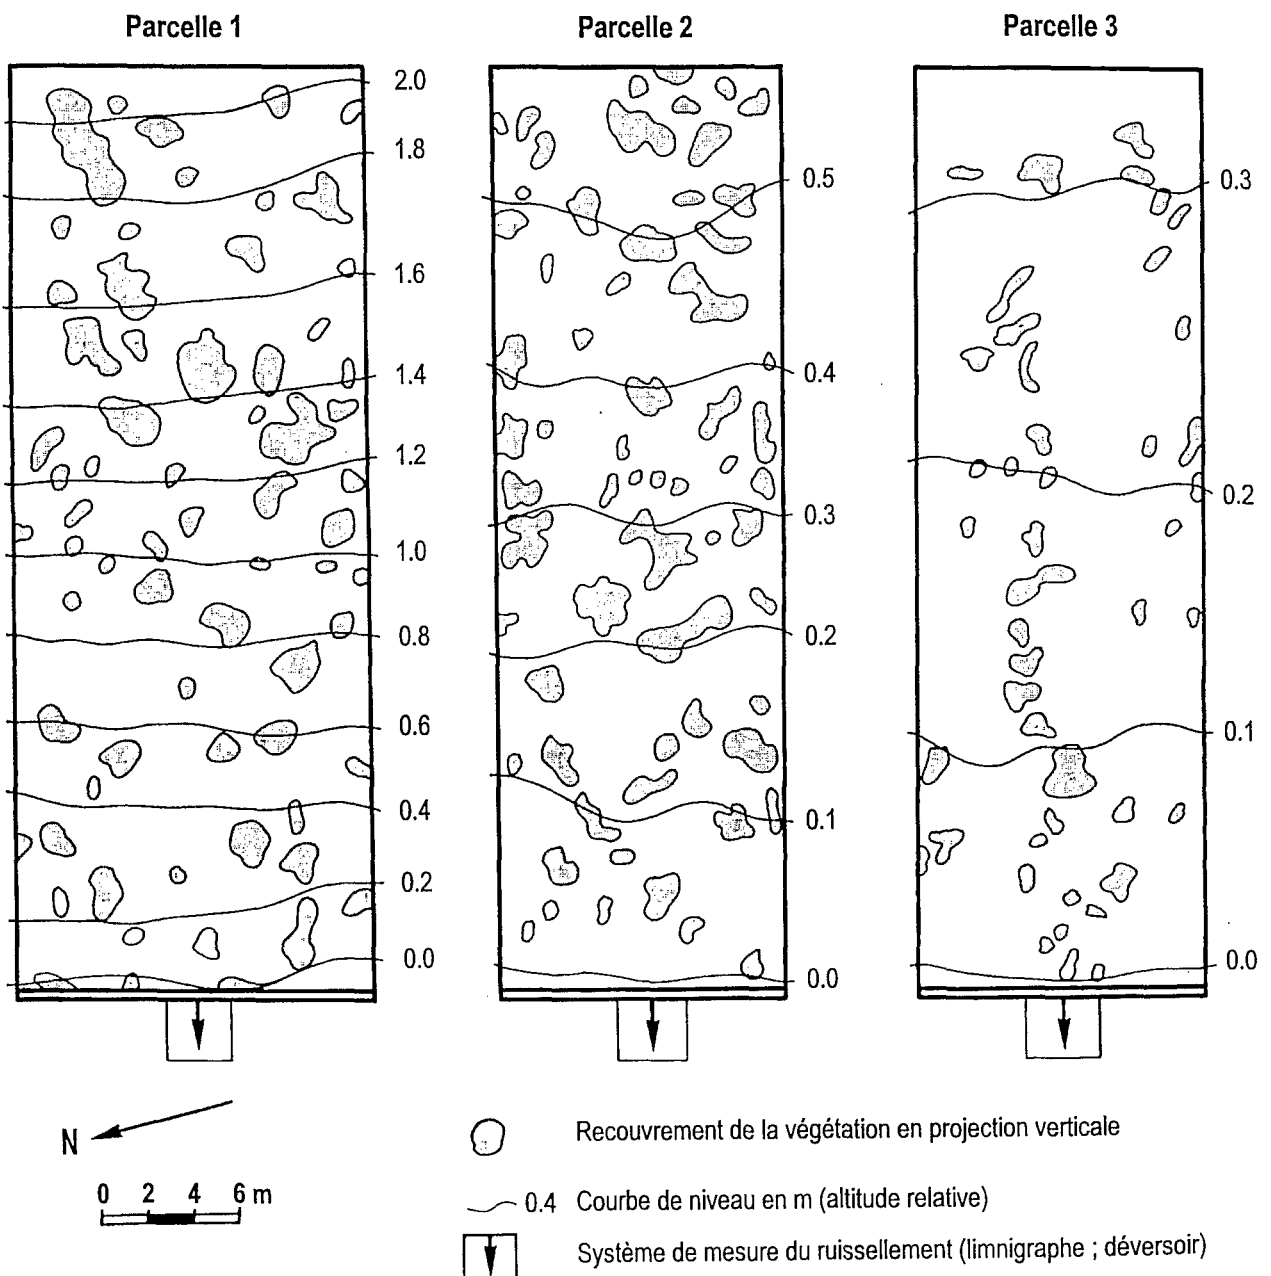 Parcelle 1
Parcelle 2
Parcelle 3
2.0
1.8
1.6
1.4
1.2
1.0
0.8
0.6
0.4
0.2
0.0
0.5
0.4
0.3
0.2
0.1
0.0
0.3
0.2
0.1
0.0
N
0 2 4 6 m
Recouvrement de la végétation en projection verticale
0.4 Courbe de niveau en m (altitude relative)
Système de mesure du ruissellement (limnigraphe ; déversoir)